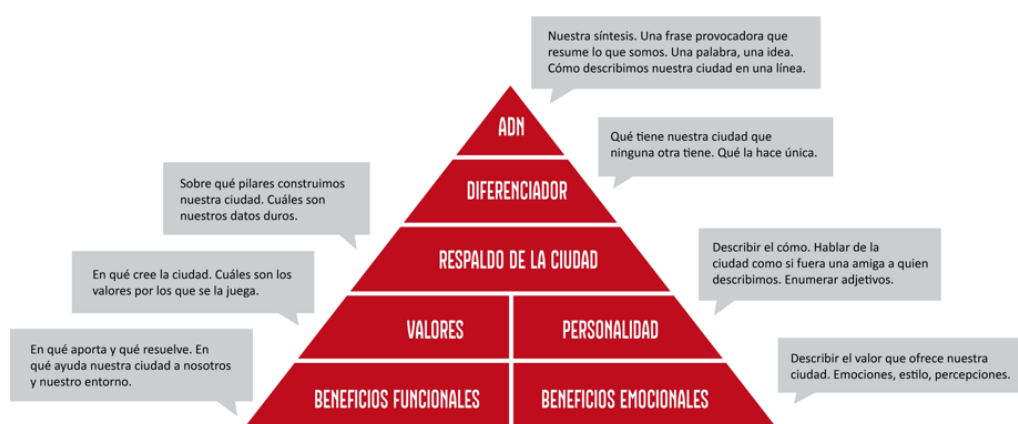 Nuestra síntesis. Una frase provocadora que
resume lo que somos. Una palabra, una idea.
Cómo describimos nuestra ciudad en una línea.
ADN
Qué tiene nuestra ciudad que
ninguna otra tiene. Qué la hace única.
DIFERENCIADOR
Sobre qué pilares construimos
nuestra ciudad. Cuáles son
nuestros datos duros.
RESPALDO DE LA CIUDAD
Describir el cómo. Hablar de la
ciudad como si fuera una amiga a quien
describimos. Enumerar adjetivos.
En qué cree la ciudad. Cuáles son los
valores por los que se la juega.
VALORES
PERSONALIDAD
En qué aporta y qué resuelve. En
qué ayuda nuestra ciudad a nosotros
y nuestro entorno.
Describir el valor que ofrece nuestra
ciudad. Emociones, estilo, percepciones.
BENEFICIOS FUNCIONALES
BENEFICIOS EMOCIONALES